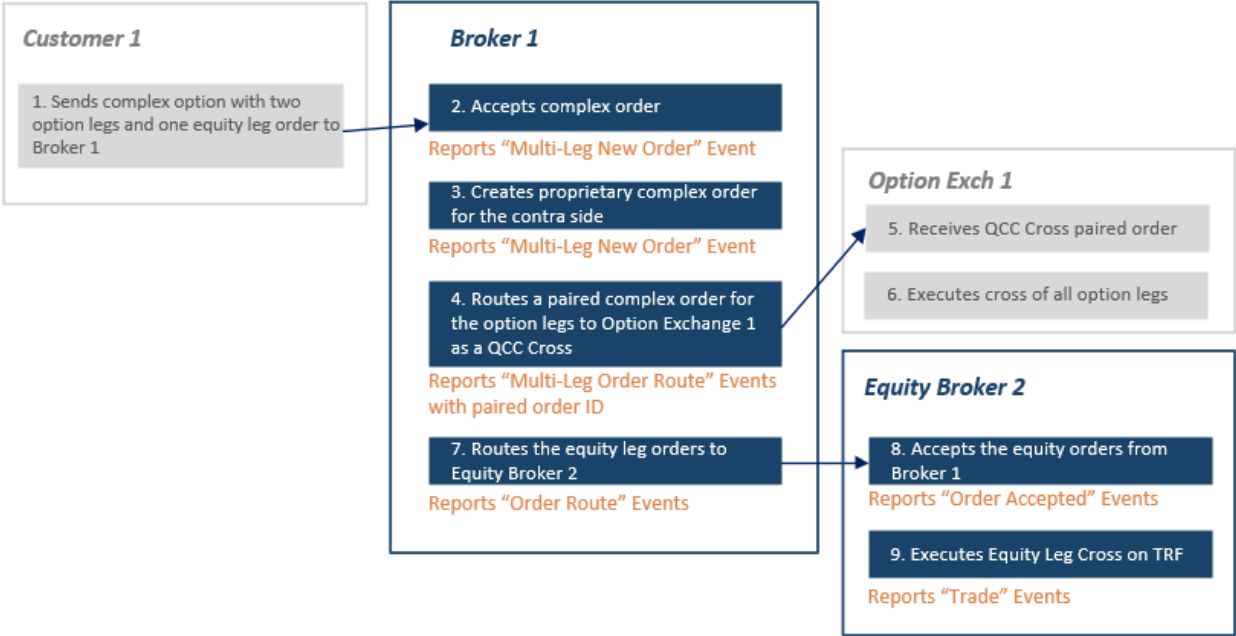 Customer 1
1. Sends complex option with two
option legs and one equity leg order to
Broker 1
Broker 1
2. Accepts complex order
Reports “Multi-Leg New Order” Event
3. Creates proprietary complex order
for the contra side
Reports “Multi-Leg New Order” Event
4. Routes a paired complex order for
the option legs to Option Exchange 1
as a QCC Cross
Reports “Multi-Leg Order Route” Events
with paired order ID
7. Routes the equity leg orders to
Equity Broker 2
Reports “Order Route” Events
Option Exch 1
5. Receives QCC Cross paired order
6. Executes cross of all option legs
Equity Broker 2
8. Accepts the equity orders from
Broker 1
Reports “Order Accepted” Events
9. Executes Equity Leg Cross on TRF
Reports “Trade” Events